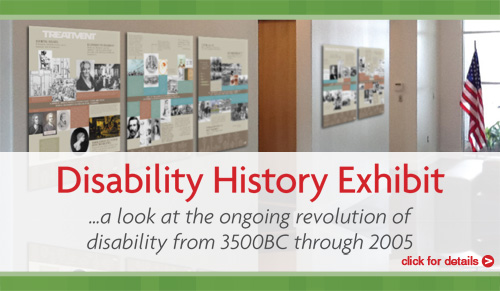 TREATMENT
Disability History Exhibit
...a look at the ongoing revolution of
disability from 3500BC through 2005
click for details